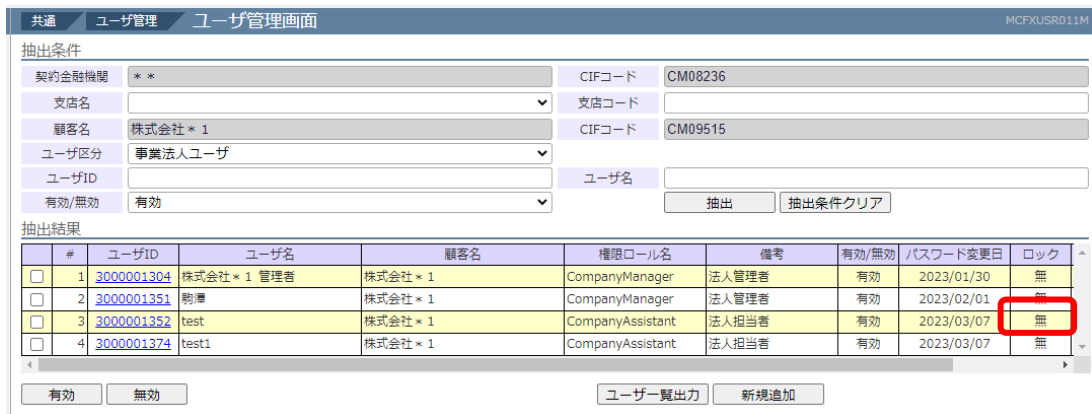 共通 ユーザ管理 ユーザ管理画面 MCFXUSR011M
抽出条件
契約金融機関 ** CIFコード CM08236
支店名 支店コード
顧客名 株式会社*1 CIFコード CM09515
ユーザ区分 事業法人ユーザ
ユーザID ユーザ名
有効/無効 有効 抽出 抽出条件クリア
抽出結果
# ユーザID ユーザ名 顧客名 権限ロール名 備考 有効/無効 パスワード変更日 ロック
1 3000001304 株式会社*1 管理者 株式会社*1 CompanyManager 法人管理者 有効 2023/01/30 無
2 3000001351 駒澤 株式会社*1 CompanyManager 法人管理者 有効 2023/02/01 無
3 3000001352 test 株式会社*1 CompanyAssistant 法人担当者 有効 2023/03/07 無
4 3000001374 test1 株式会社*1 CompanyAssistant 法人担当者 有効 2023/03/07 無
有効 無効 ユーザ一覧出力 新規追加